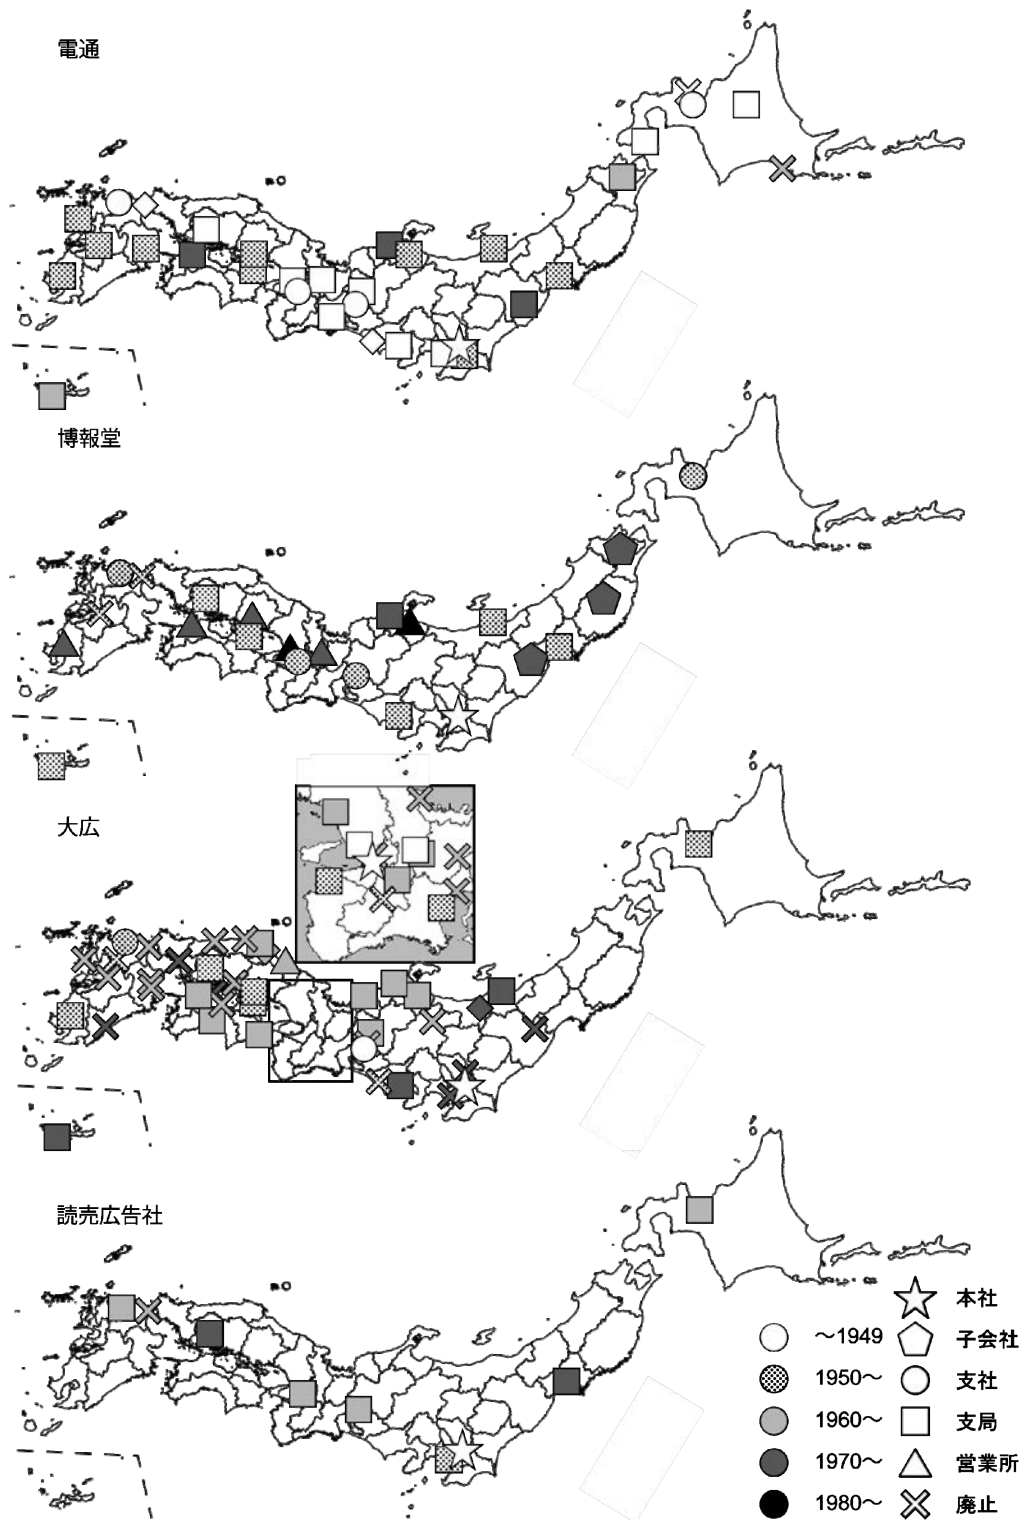 電通
博報堂
大広
読売広告社
本社
～1949 子会社
1950～ 支社
1960～ 支局
1970～ 営業所
1980～ 廃止